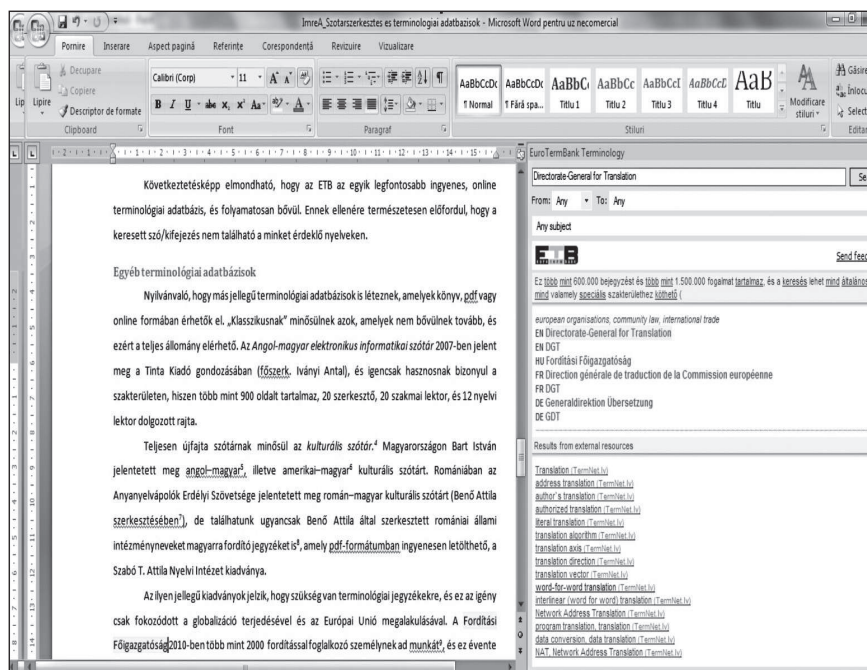 ImreA_Szotarszerkesztes es terminologiai adatbazisok - Microsoft Word pentru uz necomercial
Pornire Inserare Aspect pagină Referințe Corespondență Revizuire Vizualizare
Lipire
Decupare
Copiere
Descriptor de formate
Clipboard
Calibri (Corp) 11
B I U abc x₂ x² Aa
Font
Paragraf
AaBbCcDc AaBbCcDc AaBbC AaBbCc AaBbCcI AaBbCcD AaB
¶ Normal ¶ Fără spa... Titlu 1 Titlu 2 Titlu 3 Titlu 4 Titlu
Modificare stiluri
Stiluri
Găsire
Înlocu
Select
Editar
Következtetésképp elmondható, hogy az ETB az egyik legfontosabb ingyenes, online
terminológiai adatbázis, és folyamatosan bővül. Ennek ellenére természetesen előfordul, hogy a
keresett szó/kifejezés nem található a minket érdeklő nyelveken.
Egyéb terminológiai adatbázisok
Nyilvánvaló, hogy más jellegű terminológiai adatbázisok is léteznek, amelyek könyv, pdf vagy
online formában érhetők el. „Klasszikusnak” minősülnek azok, amelyek nem bővülnek tovább, és
ezért a teljes állomány elérhető. Az Angol-magyar elektronikus informatikai szótár 2007-ben jelent
meg a Tinta Kiadó gondozásában (főszerk. Iványi Antal), és igencsak hasznosnak bizonyul a
szakterületen, hiszen több mint 900 oldalt tartalmaz, 20 szerkesztő, 20 szakmai lektor, és 12 nyelvi
lektor dolgozott rajta.
Teljesen újfajta szótárnak minősül az kulturális szótár.⁴ Magyarországon Bart István
jelentetett meg angol–magyar⁵, illetve amerikai–magyar⁶ kulturális szótárt. Romániában az
Anyanyelvápolók Erdélyi Szövetsége jelentetett meg román–magyar kulturális szótárt (Benő Attila
szerkesztésében⁷), de találhatunk ugyancsak Benő Attila által szerkesztett romániai állami
intézményneveket magyarra fordító jegyzéket is⁸, amely pdf-formátumban ingyenesen letölthető, a
Szabó T. Attila Nyelvi Intézet kiadványa.
Az ilyen jellegű kiadványok jelzik, hogy szükség van terminológiai jegyzékekre, és ez az igény
csak fokozódott a globalizáció terjedésével és az Európai Unió megalakulásával. A Fordítási
Főigazgatóság 2010-ben több mint 2000 fordítással foglalkozó személynek ad munkát⁹, és ez évente
EuroTermBank Terminology
Directorate-General for Translation Se
From: Any To: Any
Any subject
ETB
Send feed
Ez több mint 600.000 bejegyzést és több mint 1.500.000 fogalmat tartalmaz, és a keresés lehet mind általános
mind valamely speciális szakterülethez köthető (
european organisations, community law, international trade
EN Directorate-General for Translation
EN DGT
HU Fordítási Főigazgatóság
FR Direction générale de traduction de la Commission européenne
FR DGT
DE Generaldirektion Übersetzung
DE GDT
Results from external resources
Translation (TermNet.lv)
address translation (TermNet.lv)
author`s translation (TermNet.lv)
authorized translation (TermNet.lv)
literal translation (TermNet.lv)
translation algorithm (TermNet.lv)
translation axis (TermNet.lv)
translation direction (TermNet.lv)
translation vector (TermNet.lv)
word-for-word translation (TermNet.lv)
interlinear (word for word) translation (TermNet.lv)
Network Address Translation (TermNet.lv)
program translation, translation (TermNet.lv)
data conversion, data translation (TermNet.lv)
NAT, Network Address Translation (TermNet.lv)